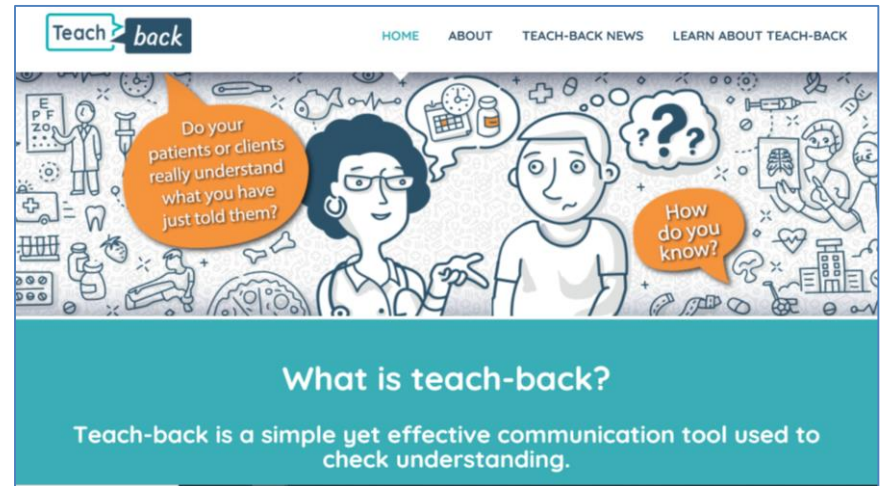 Teach back
HOME ABOUT TEACH-BACK NEWS LEARN ABOUT TEACH-BACK
Do your
patients or clients
really understand
what you have
just told them?
E
P F
Z O
? ? ?
How
do you
know?
What is teach-back?
Teach-back is a simple yet effective communication tool used to
check understanding.